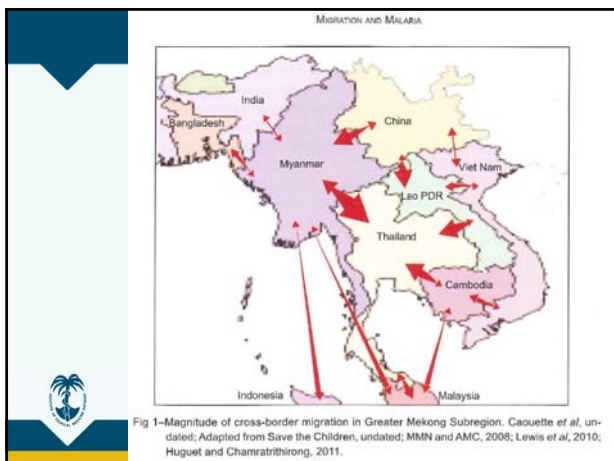 MIGRATION AND MALARIA
India
China
Bangladesh
Myanmar
Viet Nam
Lao PDR
Thailand
Cambodia
Indonesia
Malaysia
Fig 1–Magnitude of cross-border migration in Greater Mekong Subregion. Caouette et al, un-
dated; Adapted from Save the Children, undated; MMN and AMC, 2008; Lewis et al, 2010;
Huguet and Chamratrithirong, 2011.